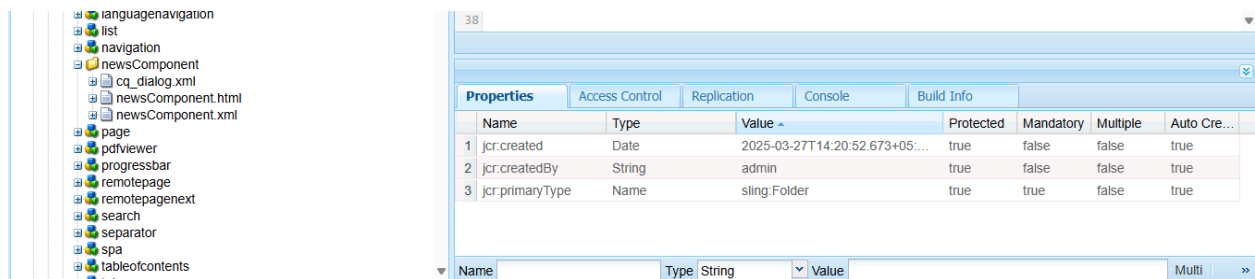 languagenavigation
list
navigation
newsComponent
cq_dialog.xml
newsComponent.html
newsComponent.xml
page
pdfviewer
progressbar
remotepage
remotepagenext
search
separator
spa
tableofcontents
38
Properties Access Control Replication Console Build Info
Name Type Value Protected Mandatory Multiple Auto Cre...
1 jcr:created Date 2025-03-27T14:20:52.673+05:... true false false true
2 jcr:createdBy String admin true false false true
3 jcr:primaryType Name sling:Folder true true false true
Name Type String Value Multi »